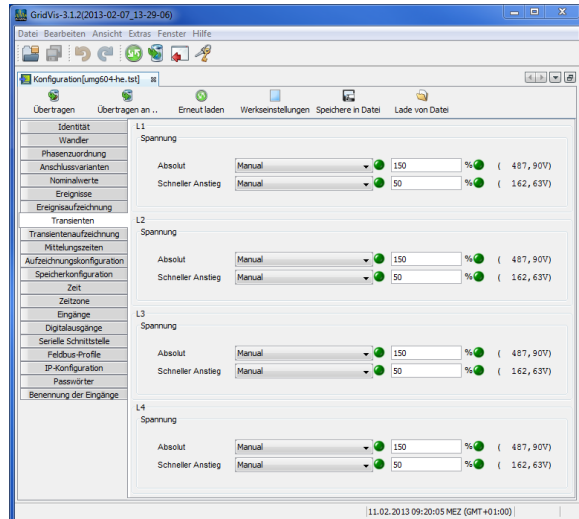 GridVis-3.1.2(2013-02-07_13-29-06)
Datei Bearbeiten Ansicht Extras Fenster Hilfe
Konfiguration[umg604-he.tst]
Übertragen Übertragen an .. Erneut laden Werkseinstellungen Speichere in Datei Lade von Datei
Identität
Wandler
Phasenzuordnung
Anschlussvarianten
Nominalwerte
Ereignisse
Ereignisaufzeichnung
Transienten
Transientenaufzeichnung
Mittelungszeiten
Aufzeichnungskonfiguration
Speicherkonfiguration
Zeit
Zeitzone
Eingänge
Digitalausgänge
Serielle Schnittstelle
Feldbus-Profile
IP-Konfiguration
Passwörter
Benennung der Eingänge
L1
Spannung
Absolut Manual 150 % ( 487,90V)
Schneller Anstieg Manual 50 % ( 162,63V)
L2
Spannung
Absolut Manual 150 % ( 487,90V)
Schneller Anstieg Manual 50 % ( 162,63V)
L3
Spannung
Absolut Manual 150 % ( 487,90V)
Schneller Anstieg Manual 50 % ( 162,63V)
L4
Spannung
Absolut Manual 150 % ( 487,90V)
Schneller Anstieg Manual 50 % ( 162,63V)
11.02.2013 09:20:05 MEZ (GMT+01:00)